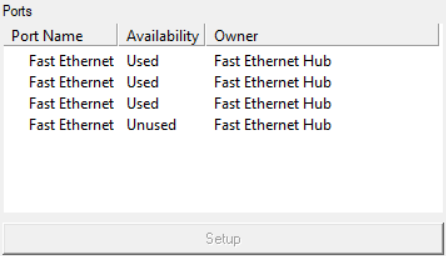 Ports
Port Name Availability Owner
Fast Ethernet Used Fast Ethernet Hub
Fast Ethernet Used Fast Ethernet Hub
Fast Ethernet Used Fast Ethernet Hub
Fast Ethernet Unused Fast Ethernet Hub
Setup